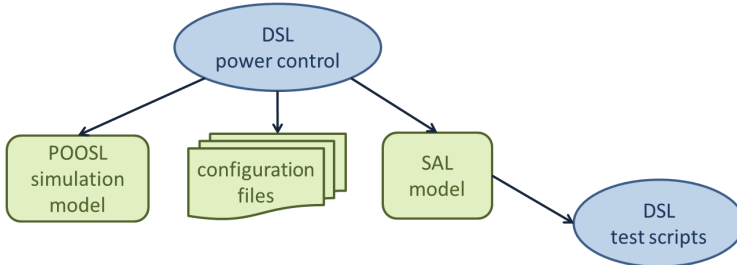 DSL
power control
POOSL
simulation
model
configuration
files
SAL
model
DSL
test scripts